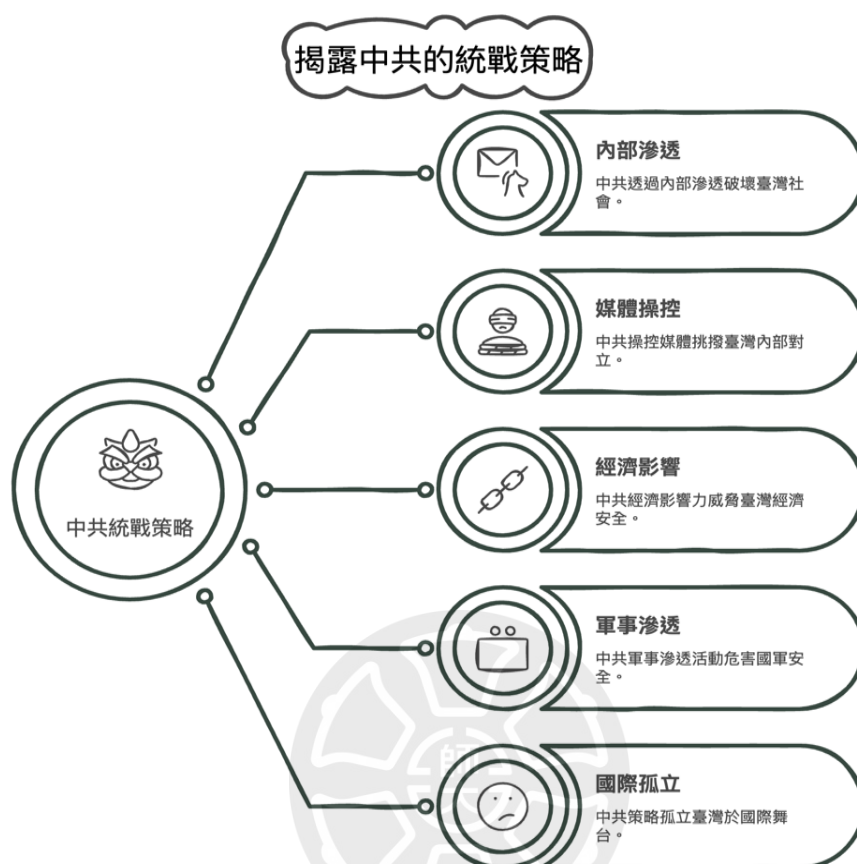 揭露中共的統戰策略
內部滲透
中共透過內部滲透破壞臺灣社
會。
媒體操控
中共操控媒體挑撥臺灣內部對
立。
中共統戰策略
經濟影響
中共經濟影響力威脅臺灣經濟
安全。
軍事滲透
中共軍事滲透活動危害國軍安
全。
師
國際孤立
中共策略孤立臺灣於國際舞
台。